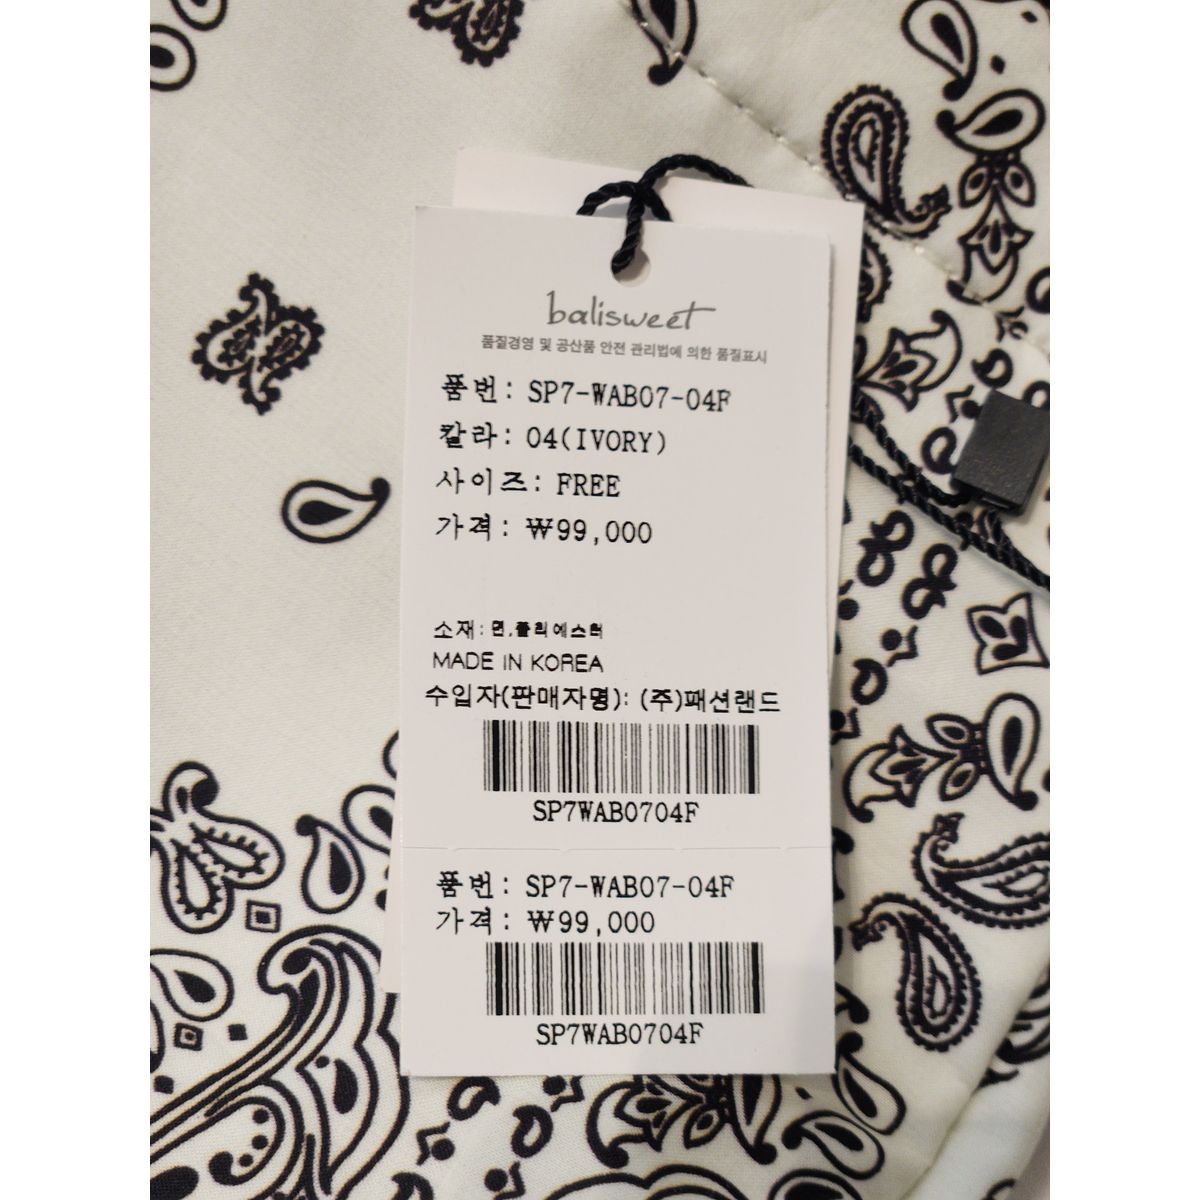 balisweet
품질경영 및 공산품 안전 관리법에 의한 품질표시
품번: SP7-WAB07-04F
칼라: 04(IVORY)
사이즈: FREE
가격: ₩99,000
소재: 면,폴리에스터
MADE IN KOREA
수입자(판매자명): (주)패션랜드
SP7WAB0704F
품번: SP7-WAB07-04F
가격: ₩99,000
SP7WAB0704F